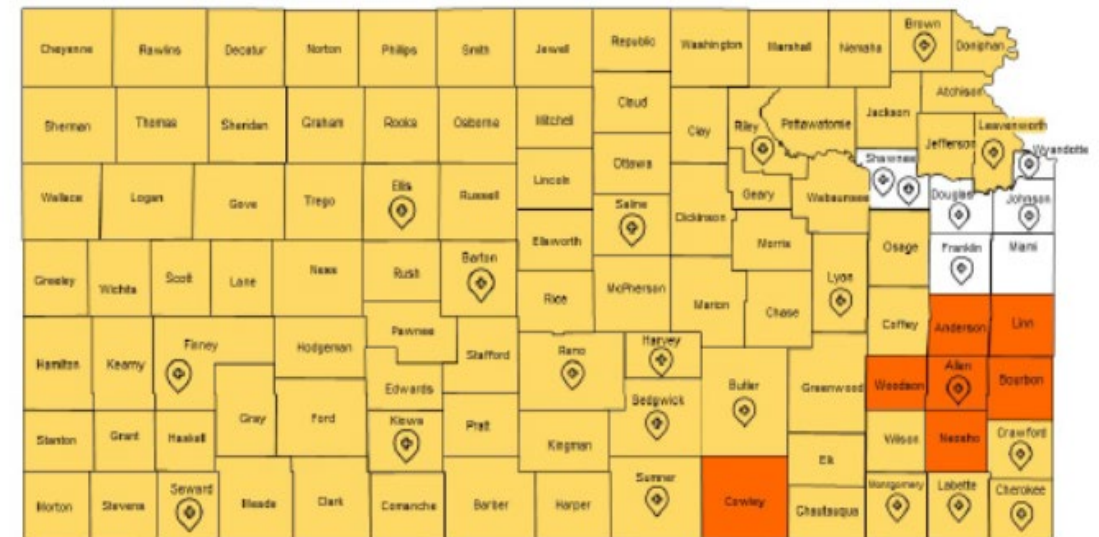 Cheyenne
Rawlins
Decatur
Norton
Phillips
Smith
Jewell
Republic
Washington
Marshall
Nemaha
Brown
Doniphan
Sherman
Thomas
Sheridan
Graham
Rooks
Osborne
Mitchell
Cloud
Clay
Riley
Pottawatomie
Jackson
Atchison
Jefferson
Leavenworth
Wyandotte
Wallace
Logan
Gove
Trego
Ellis
Russell
Lincoln
Ottawa
Saline
Dickinson
Geary
Wabaunsee
Shawnee
Douglas
Johnson
Greeley
Wichita
Scott
Lane
Ness
Rush
Barton
Ellsworth
Rice
McPherson
Marion
Morris
Chase
Lyon
Osage
Franklin
Miami
Hamilton
Kearny
Finney
Hodgeman
Pawnee
Stafford
Edwards
Reno
Harvey
Butler
Greenwood
Coffey
Anderson
Linn
Woodson
Allen
Bourbon
Stanton
Grant
Haskell
Gray
Ford
Kiowa
Pratt
Kingman
Sedgwick
Elk
Wilson
Neosho
Crawford
Morton
Stevens
Seward
Meade
Clark
Comanche
Barber
Harper
Sumner
Cowley
Chautauqua
Montgomery
Labette
Cherokee